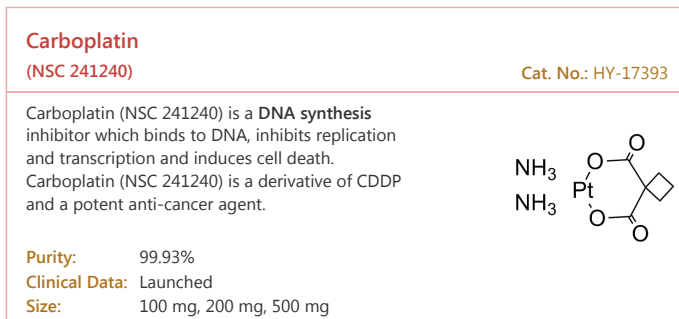 Carboplatin
(NSC 241240)
Cat. No.: HY-17393
Carboplatin (NSC 241240) is a DNA synthesis
inhibitor which binds to DNA, inhibits replication
and transcription and induces cell death.
Carboplatin (NSC 241240) is a derivative of CDDP
and a potent anti-cancer agent.
NH3
NH3
Pt
O
O
O
O
Purity: 99.93%
Clinical Data: Launched
Size: 100 mg, 200 mg, 500 mg